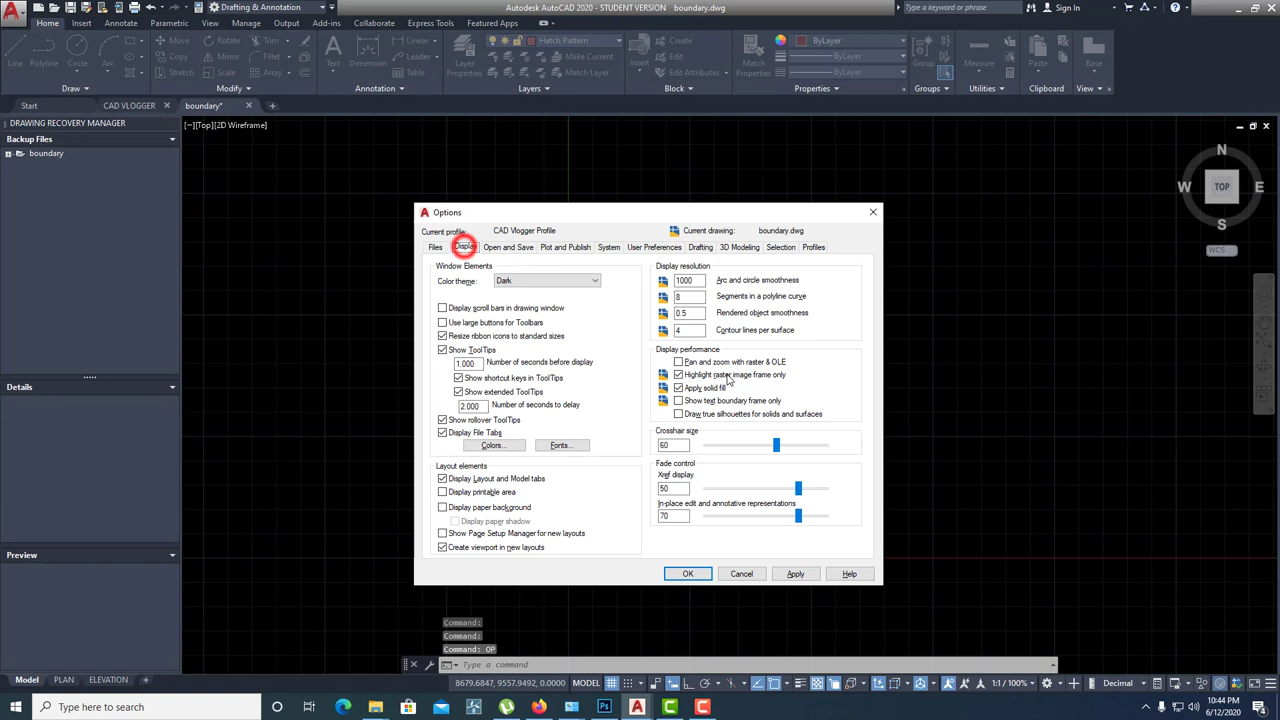 Drafting & Annotation
Autodesk AutoCAD 2020 - STUDENT VERSION boundary.dwg
Type a keyword or phrase
Sign In
Home Insert Annotate Parametric View Manage Output Add-ins Collaborate Express Tools Featured Apps
Line Polyline Circle Arc
Move Rotate Trim
Copy Mirror Fillet
Stretch Scale Array
Text Dimension
Linear
Leader
Table
Layer Properties
Hatch Pattern
Make Current
Match Layer
Insert
Create
Edit
Edit Attributes
Match Properties
ByLayer
ByLayer
ByLayer
Group
Measure
Paste
Base
Draw Modify Annotation Layers Block Properties Groups Utilities Clipboard View
Start CAD VLOGGER boundary*
DRAWING RECOVERY MANAGER
Backup Files
boundary
Details
Preview
[−][Top][2D Wireframe]
N
W TOP E
S
WCS
Options
Current profile: CAD Vlogger Profile Current drawing: boundary.dwg
Files Display Open and Save Plot and Publish System User Preferences Drafting 3D Modeling Selection Profiles
Window Elements
Color theme: Dark
Display scroll bars in drawing window
Use large buttons for Toolbars
Resize ribbon icons to standard sizes
Show ToolTips
1.000 Number of seconds before display
Show shortcut keys in ToolTips
Show extended ToolTips
2.000 Number of seconds to delay
Show rollover ToolTips
Display File Tabs
Colors... Fonts...
Layout elements
Display Layout and Model tabs
Display printable area
Display paper background
Display paper shadow
Show Page Setup Manager for new layouts
Create viewport in new layouts
Display resolution
1000 Arc and circle smoothness
8 Segments in a polyline curve
0.5 Rendered object smoothness
4 Contour lines per surface
Display performance
Pan and zoom with raster & OLE
Highlight raster image frame only
Apply solid fill
Show text boundary frame only
Draw true silhouettes for solids and surfaces
Crosshair size
60
Fade control
Xref display
50
In-place edit and annotative representations
70
OK Cancel Apply Help
Command:
Command:
Command: OP
Type a command
Model PLAN ELEVATION
8679.6847, 9557.9492, 0.0000 MODEL
1:1 / 100%
Decimal
Type here to search
10:44 PM
6/12/2020